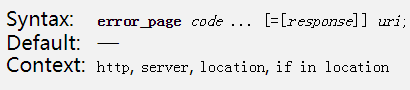 Syntax: error_page code ... [=[response]] uri;
Default: —
Context: http, server, location, if in location